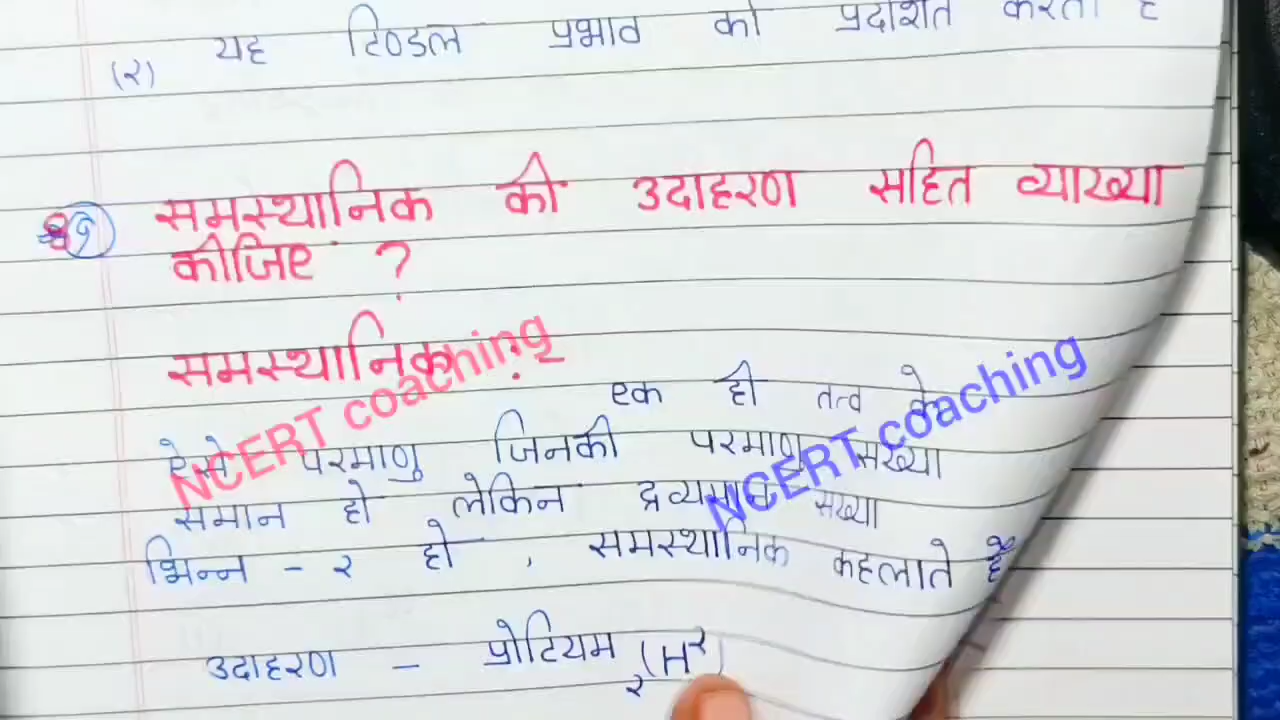 (२) यह टिण्डल प्रभाव को प्रदर्शित करता है
९ समस्थानिक की उदाहरण सहित व्याख्या
कीजिए ?
समस्थानिक :-
एक ही तत्व के
ऐसे परमाणु जिनकी परमाणु संख्या
समान हो लेकिन द्रव्यमान संख्या
भिन्न - २ हो , समस्थानिक कहलाते हैं
उदाहरण - प्रोटियम
NCERT coaching
NCERT coaching